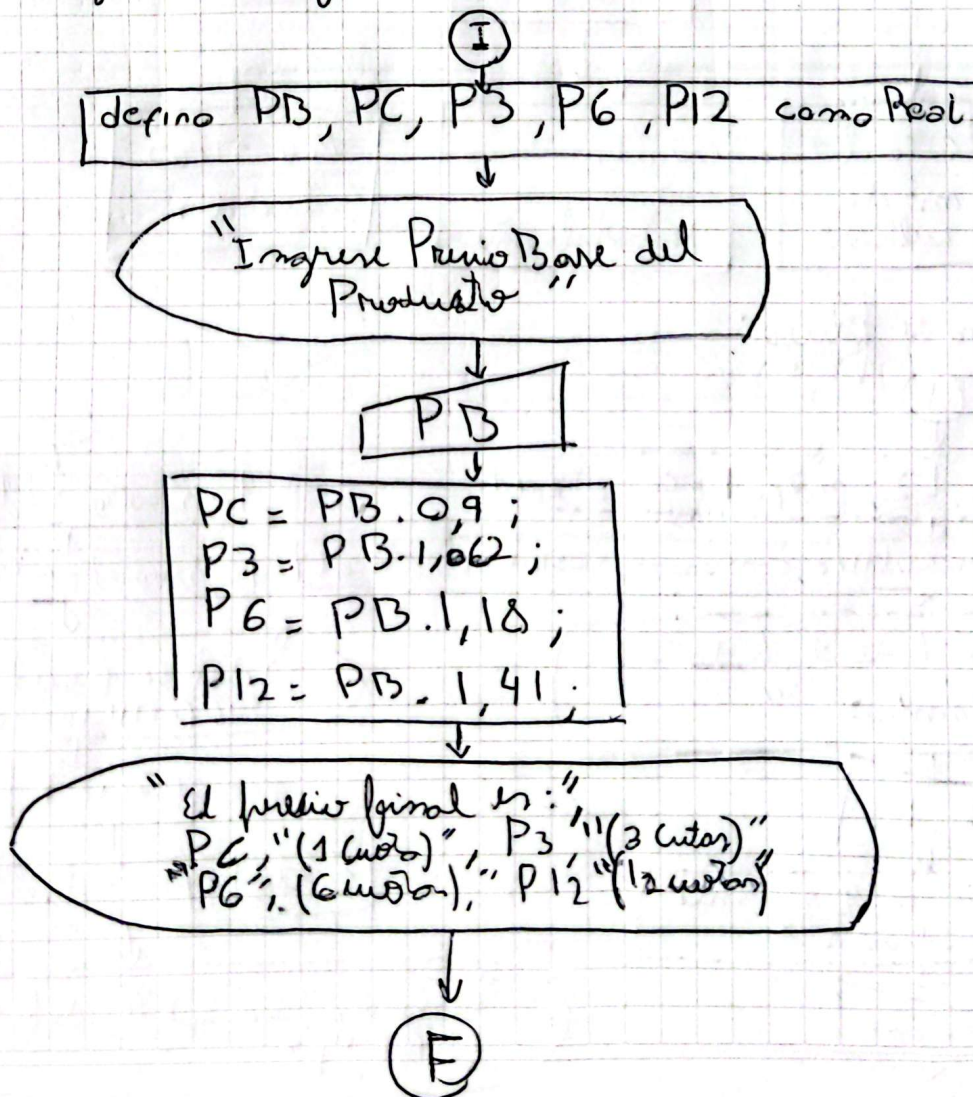 I
defino PB, PC, P3, P6, P12 como Real
"Ingrese Precio Base del
Producto"
PB
PC = PB . 0,9 ;
P3 = PB . 1,062 ;
P6 = PB . 1,18 ;
P12 = PB . 1,41 ;
"El precio final es:",
PC, "(1 cuota)", P3, "(3 cutas)"
P6", (6 cuotas)," P12 "(12 cuotas)"
F